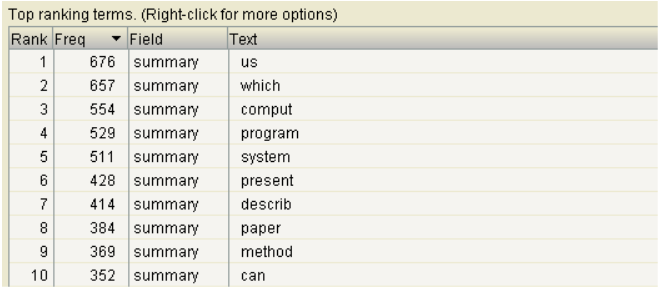 Top ranking terms. (Right-click for more options)
Rank Freq Field Text
1 676 summary us
2 657 summary which
3 554 summary comput
4 529 summary program
5 511 summary system
6 428 summary present
7 414 summary describ
8 384 summary paper
9 369 summary method
10 352 summary can